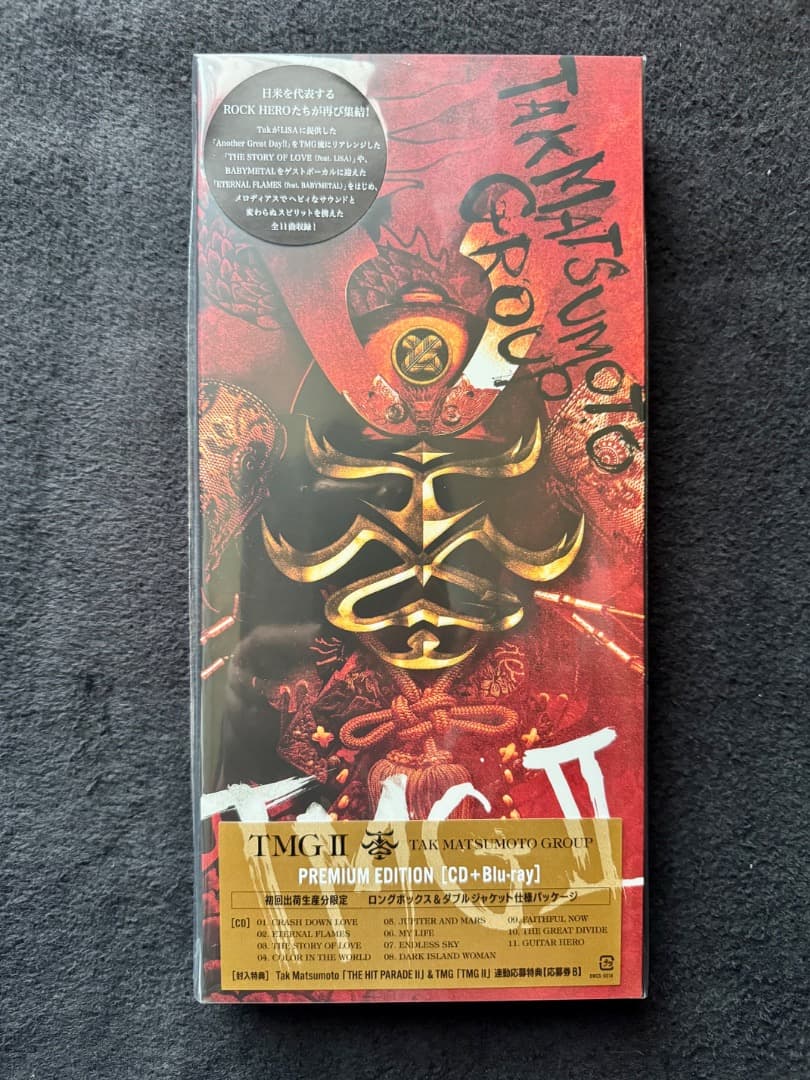 日米を代表する
ROCK HEROたちが再び集結！
TakがLiSAに提供した
「Another Great Day!!」をTMG流にリアレンジした
「THE STORY OF LOVE (feat. LiSA)」や、
BABYMETALをゲストボーカルに迎えた
「ETERNAL FLAMES (feat. BABYMETAL)」をはじめ、
メロディアスでヘビィなサウンドと
変わらぬスピリットを携えた
全11曲収録！
TAK MATSUMOTO
GROUP
TMG II
TMG II TAK MATSUMOTO GROUP
PREMIUM EDITION [CD+Blu-ray]
初回出荷生産分限定 ロングボックス＆ダブルジャケット仕様パッケージ
[CD] 01. CRASH DOWN LOVE 05. JUPITER AND MARS 09. FAITHFUL NOW
02. ETERNAL FLAMES 06. MY LIFE 10. THE GREAT DIVIDE
03. THE STORY OF LOVE 07. ENDLESS SKY 11. GUITAR HERO
04. COLOR IN THE WORLD 08. DARK ISLAND WOMAN
[封入特典] Tak Matsumoto「THE HIT PARADE II」& TMG「TMG II」連動応募特典【応募券B】